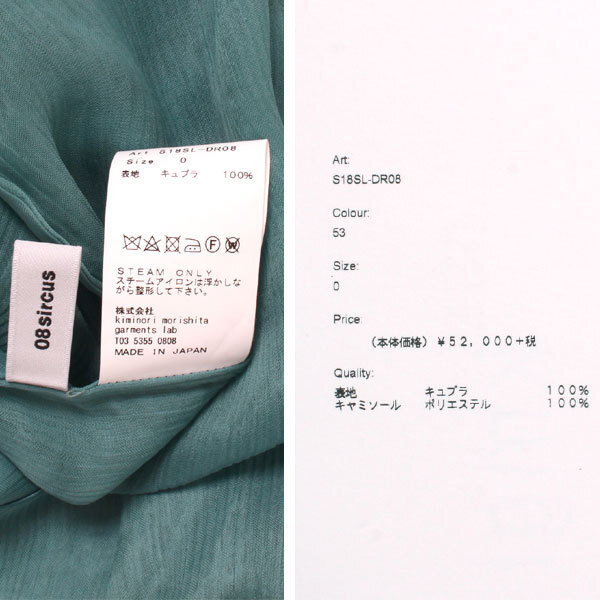 Art S18SL-DR08
Size 0
表地 キュプラ 100%
STEAM ONLY
スチームアイロンは浮かしな
がら整形して下さい。
株式会社
kiminori morishita
garments lab
T03 5355 0808
MADE IN JAPAN
08sircus
Art:
S18SL-DR08
Colour:
53
Size:
0
Price:
(本体価格) ¥52,000+税
Quality:
表地 キュプラ 100%
キャミソール ポリエステル 100%